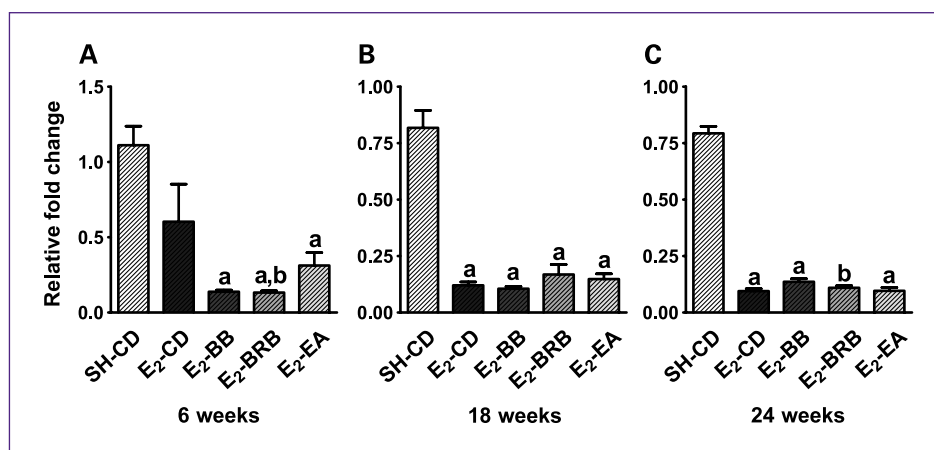 A
B
C
Relative fold change
1.5
1.0
0.5
0.0
a
a,b
a
SH-CD
E₂-CD
E₂-BB
E₂-BRB
E₂-EA
6 weeks
1.00
0.75
0.50
0.25
0.00
a
a
a
a
SH-CD
E₂-CD
E₂-BB
E₂-BRB
E₂-EA
18 weeks
1.00
0.75
0.50
0.25
0.00
a
a
b
a
SH-CD
E₂-CD
E₂-BB
E₂-BRB
E₂-EA
24 weeks